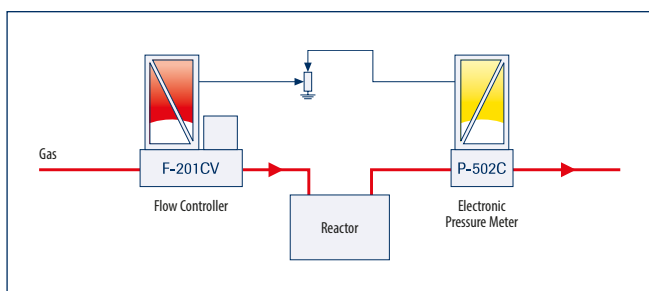 Gas
F-201CV
P-502C
Flow Controller
Reactor
Electronic
Pressure Meter